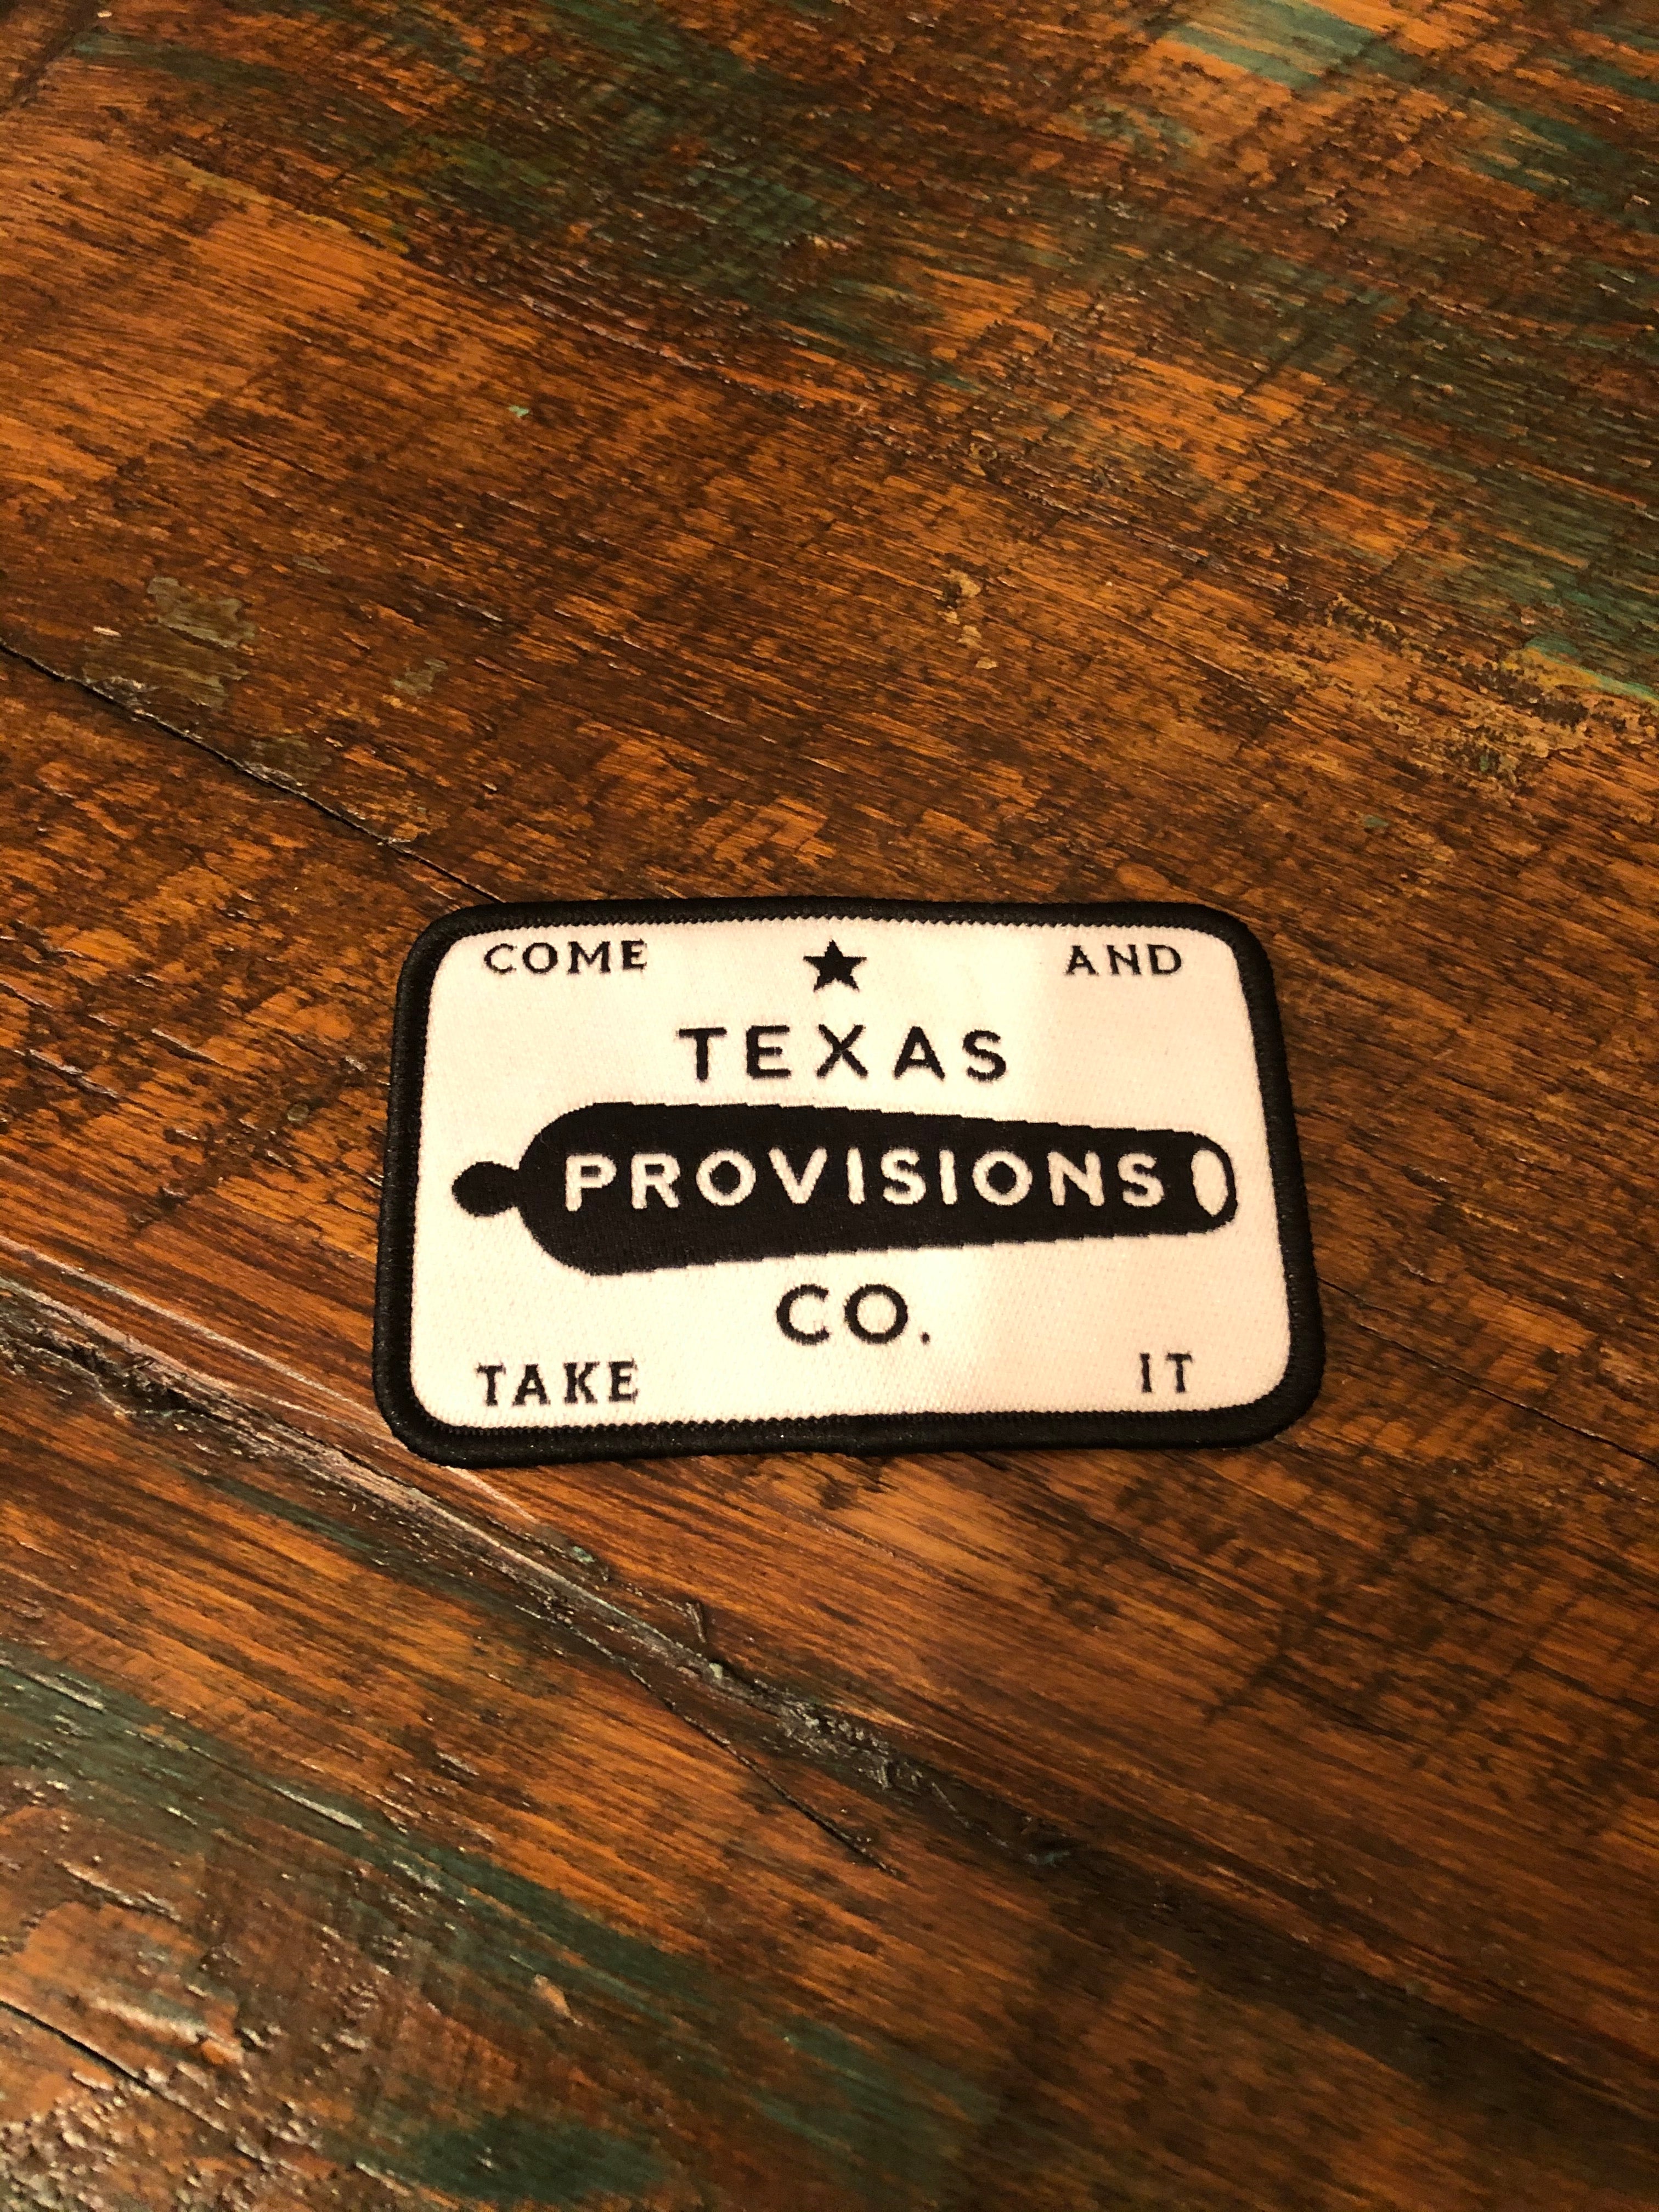 COME AND
TEXAS
PROVISIONS
CO.
TAKE IT